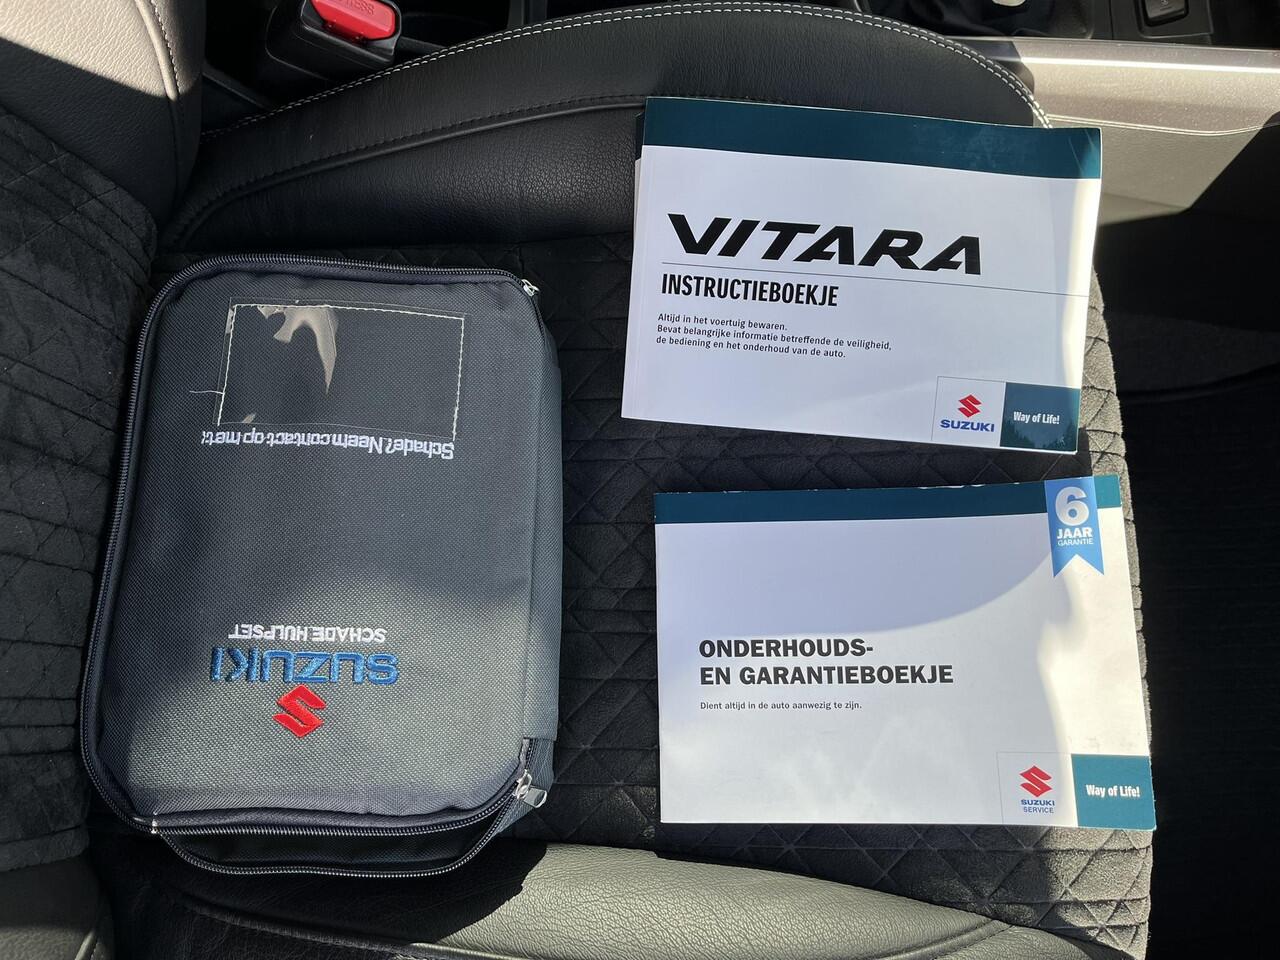 PRESS
VITARA
INSTRUCTIEBOEKJE
Altijd in het voertuig bewaren.
Bevat belangrijke informatie betreffende de veiligheid,
de bediening en het onderhoud van de auto.
SUZUKI
Way of Life!
6
JAAR
GARANTIE
ONDERHOUDS-
EN GARANTIEBOEKJE
Dient altijd in de auto aanwezig te zijn.
SUZUKI
SERVICE
Way of Life!
SUZUKI
SCHADE HULPSET
Schade? Neem contact op met: